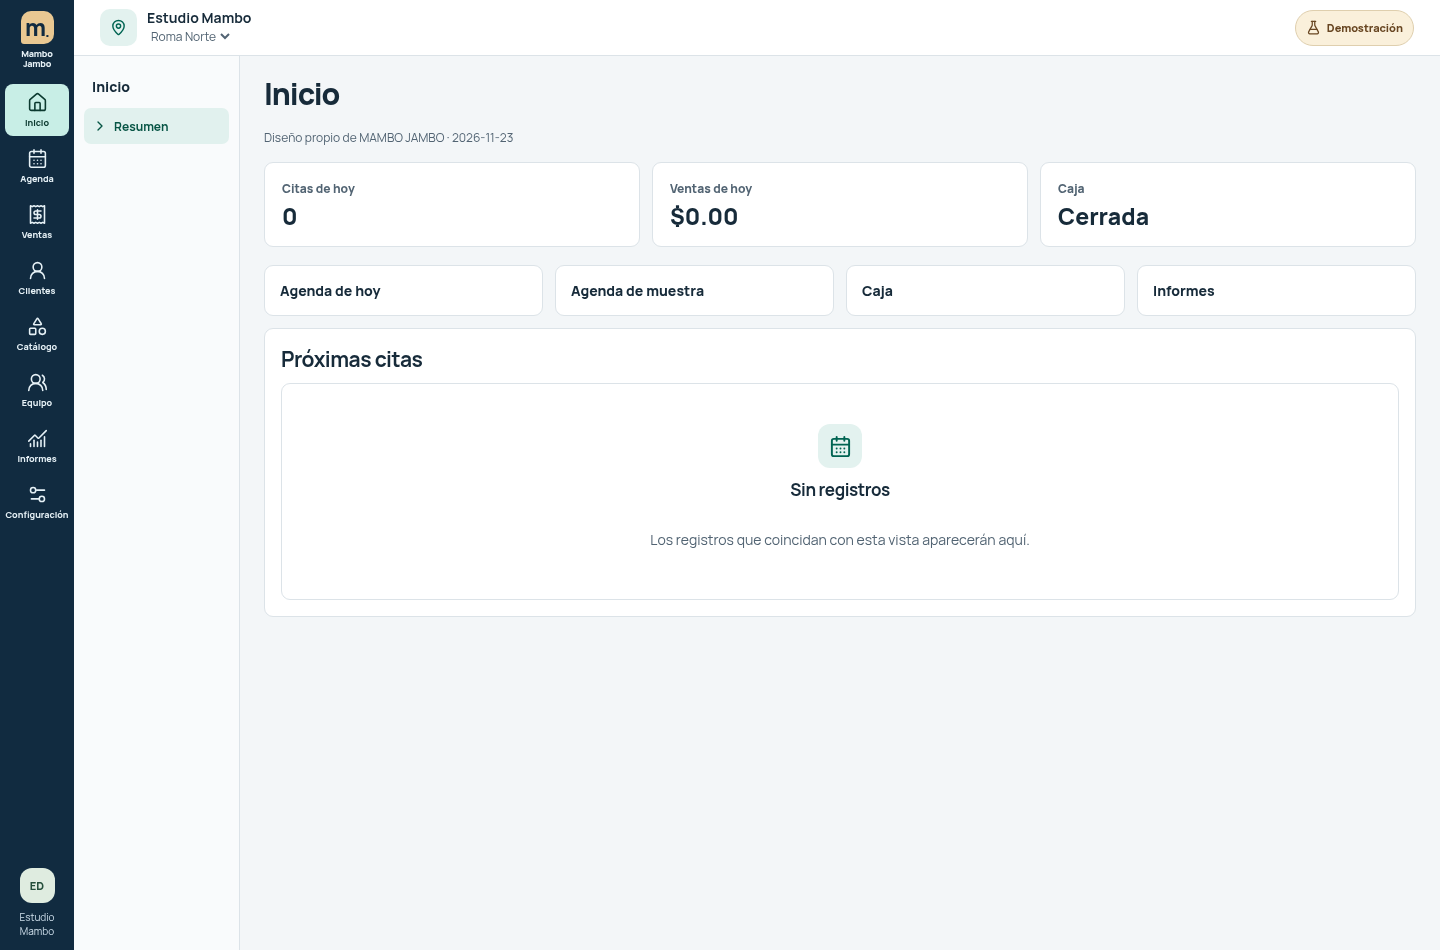 m.
Mambo
Jambo
Inicio
Agenda
Ventas
Clientes
Catálogo
Equipo
Informes
Configuración
ED
Estudio
Mambo
Estudio Mambo
Roma Norte
Demostración
Inicio
Resumen
Inicio
Diseño propio de MAMBO JAMBO · 2026-11-23
Citas de hoy
0
Ventas de hoy
$0.00
Caja
Cerrada
Agenda de hoy
Agenda de muestra
Caja
Informes
Próximas citas
Sin registros
Los registros que coincidan con esta vista aparecerán aquí.